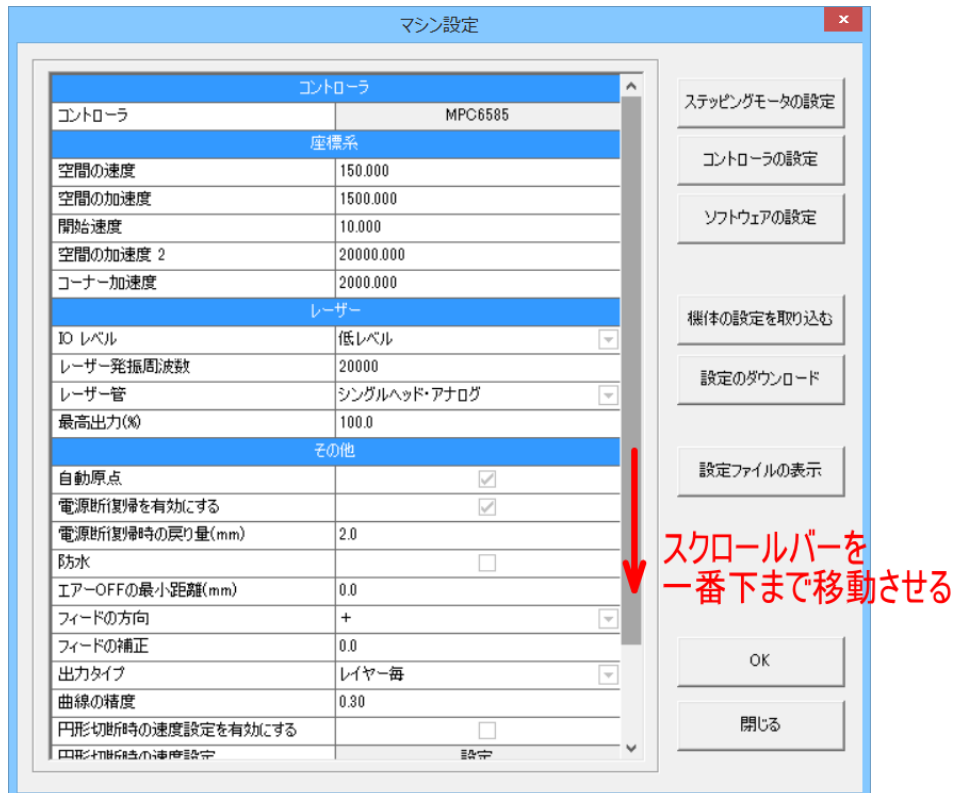 マシン設定
コントローラ
コントローラ MPC6585
座標系
空間の速度 150.000
空間の加速度 1500.000
開始速度 10.000
空間の加速度 2 20000.000
コーナー加速度 2000.000
レーザー
IO レベル 低レベル
レーザー発振周波数 20000
レーザー管 シングルヘッド・アナログ
最高出力(%) 100.0
その他
自動原点
電源断復帰を有効にする
電源断復帰時の戻り量(mm) 2.0
防水
エアーOFFの最小距離(mm) 0.0
フィードの方向 +
フィードの補正 0.0
出力タイプ レイヤー毎
曲線の精度 0.30
円形切断時の速度設定を有効にする
円形切断時の速度設定 設定
ステッピングモータの設定
コントローラの設定
ソフトウェアの設定
機体の設定を取り込む
設定のダウンロード
設定ファイルの表示
スクロールバーを
一番下まで移動させる
OK
閉じる